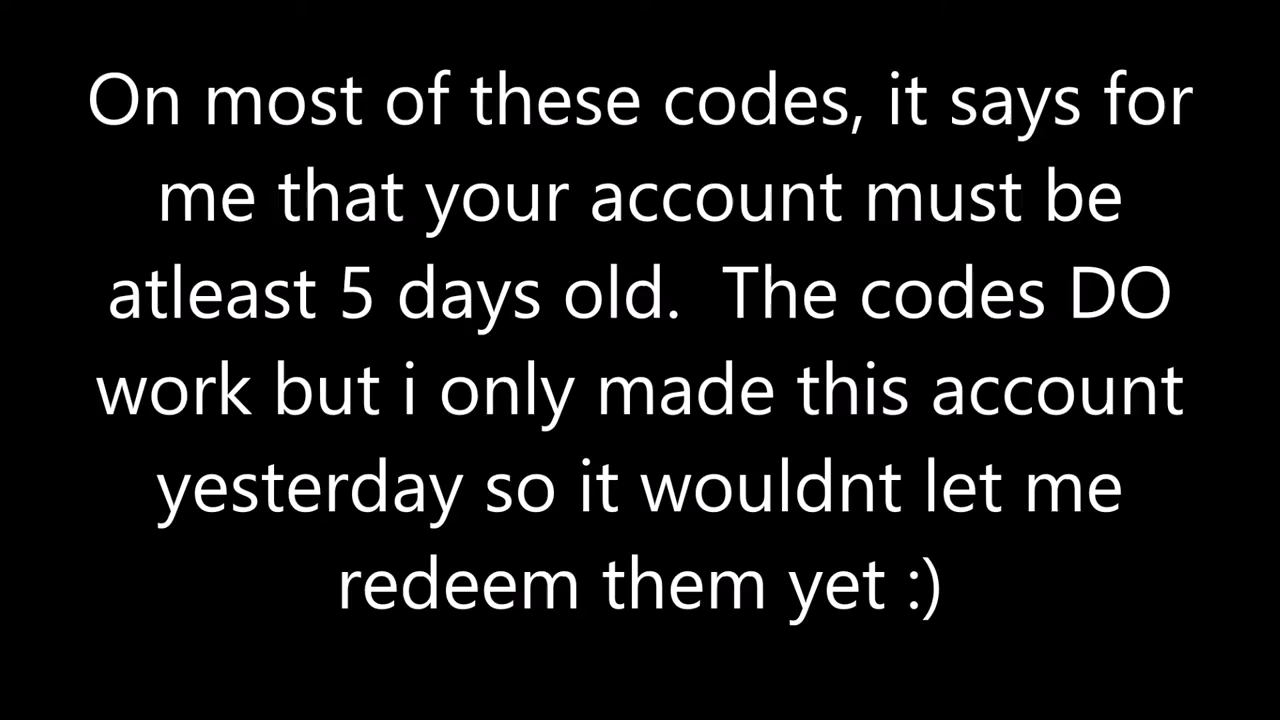 On most of these codes, it says for
me that your account must be
atleast 5 days old.  The codes DO
work but i only made this account
yesterday so it wouldnt let me
redeem them yet :)